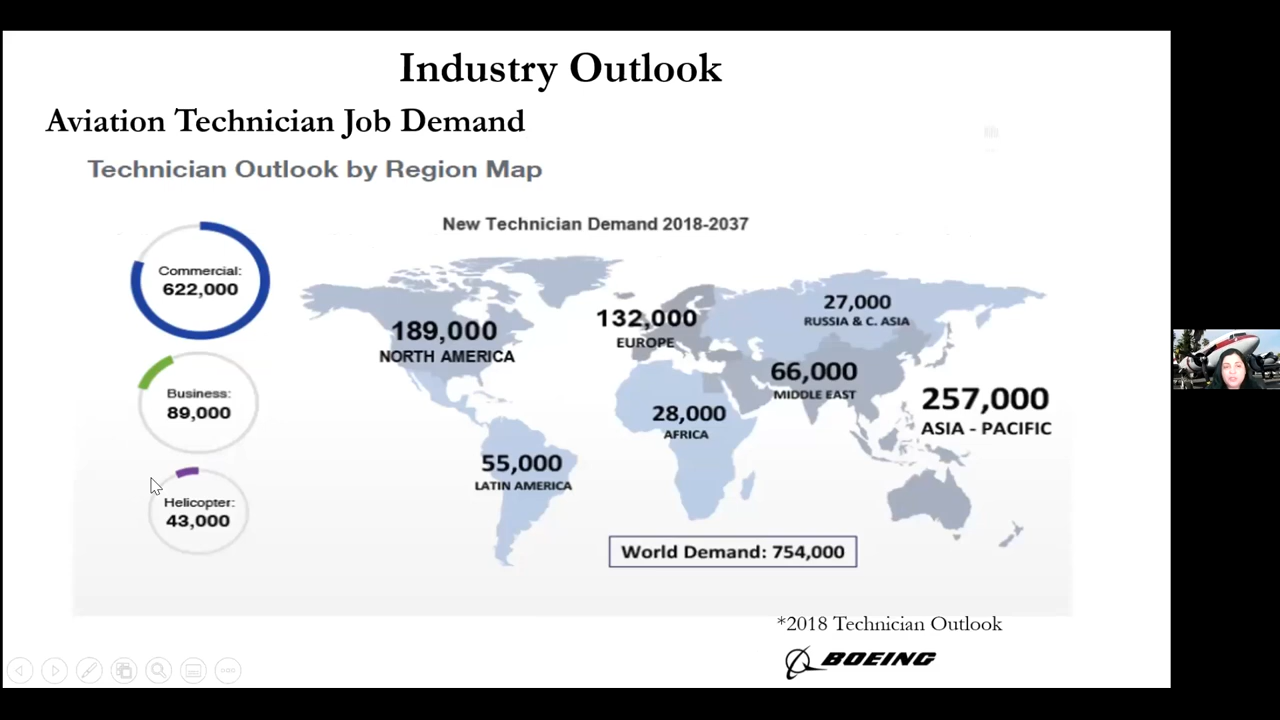 Industry Outlook
Aviation Technician Job Demand
Technician Outlook by Region Map
New Technician Demand 2018-2037
Commercial:
622,000
Business:
89,000
Helicopter:
43,000
189,000
NORTH AMERICA
132,000
EUROPE
27,000
RUSSIA & C. ASIA
66,000
MIDDLE EAST
257,000
ASIA - PACIFIC
28,000
AFRICA
55,000
LATIN AMERICA
World Demand: 754,000
*2018 Technician Outlook
BOEING